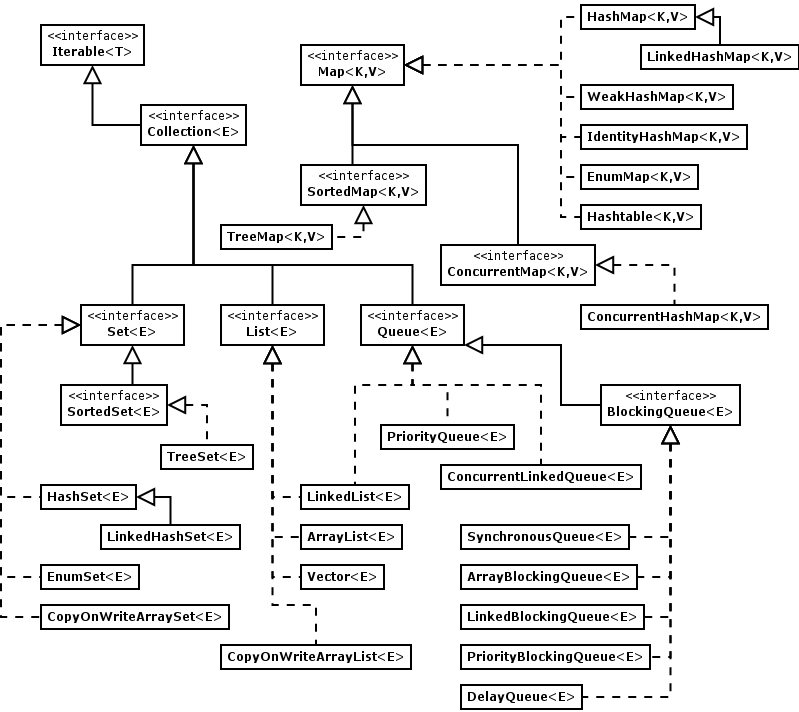 <<interface>>
Iterable<T>
<<interface>>
Collection<E>
<<interface>>
Map<K,V>
HashMap<K,V>
LinkedHashMap<K,V>
WeakHashMap<K,V>
IdentityHashMap<K,V>
EnumMap<K,V>
Hashtable<K,V>
<<interface>>
SortedMap<K,V>
TreeMap<K,V>
<<interface>>
ConcurrentMap<K,V>
ConcurrentHashMap<K,V>
<<interface>>
Set<E>
<<interface>>
List<E>
<<interface>>
Queue<E>
<<interface>>
SortedSet<E>
TreeSet<E>
<<interface>>
BlockingQueue<E>
PriorityQueue<E>
ConcurrentLinkedQueue<E>
HashSet<E>
LinkedHashSet<E>
EnumSet<E>
CopyOnWriteArraySet<E>
LinkedList<E>
ArrayList<E>
Vector<E>
CopyOnWriteArrayList<E>
SynchronousQueue<E>
ArrayBlockingQueue<E>
LinkedBlockingQueue<E>
PriorityBlockingQueue<E>
DelayQueue<E>